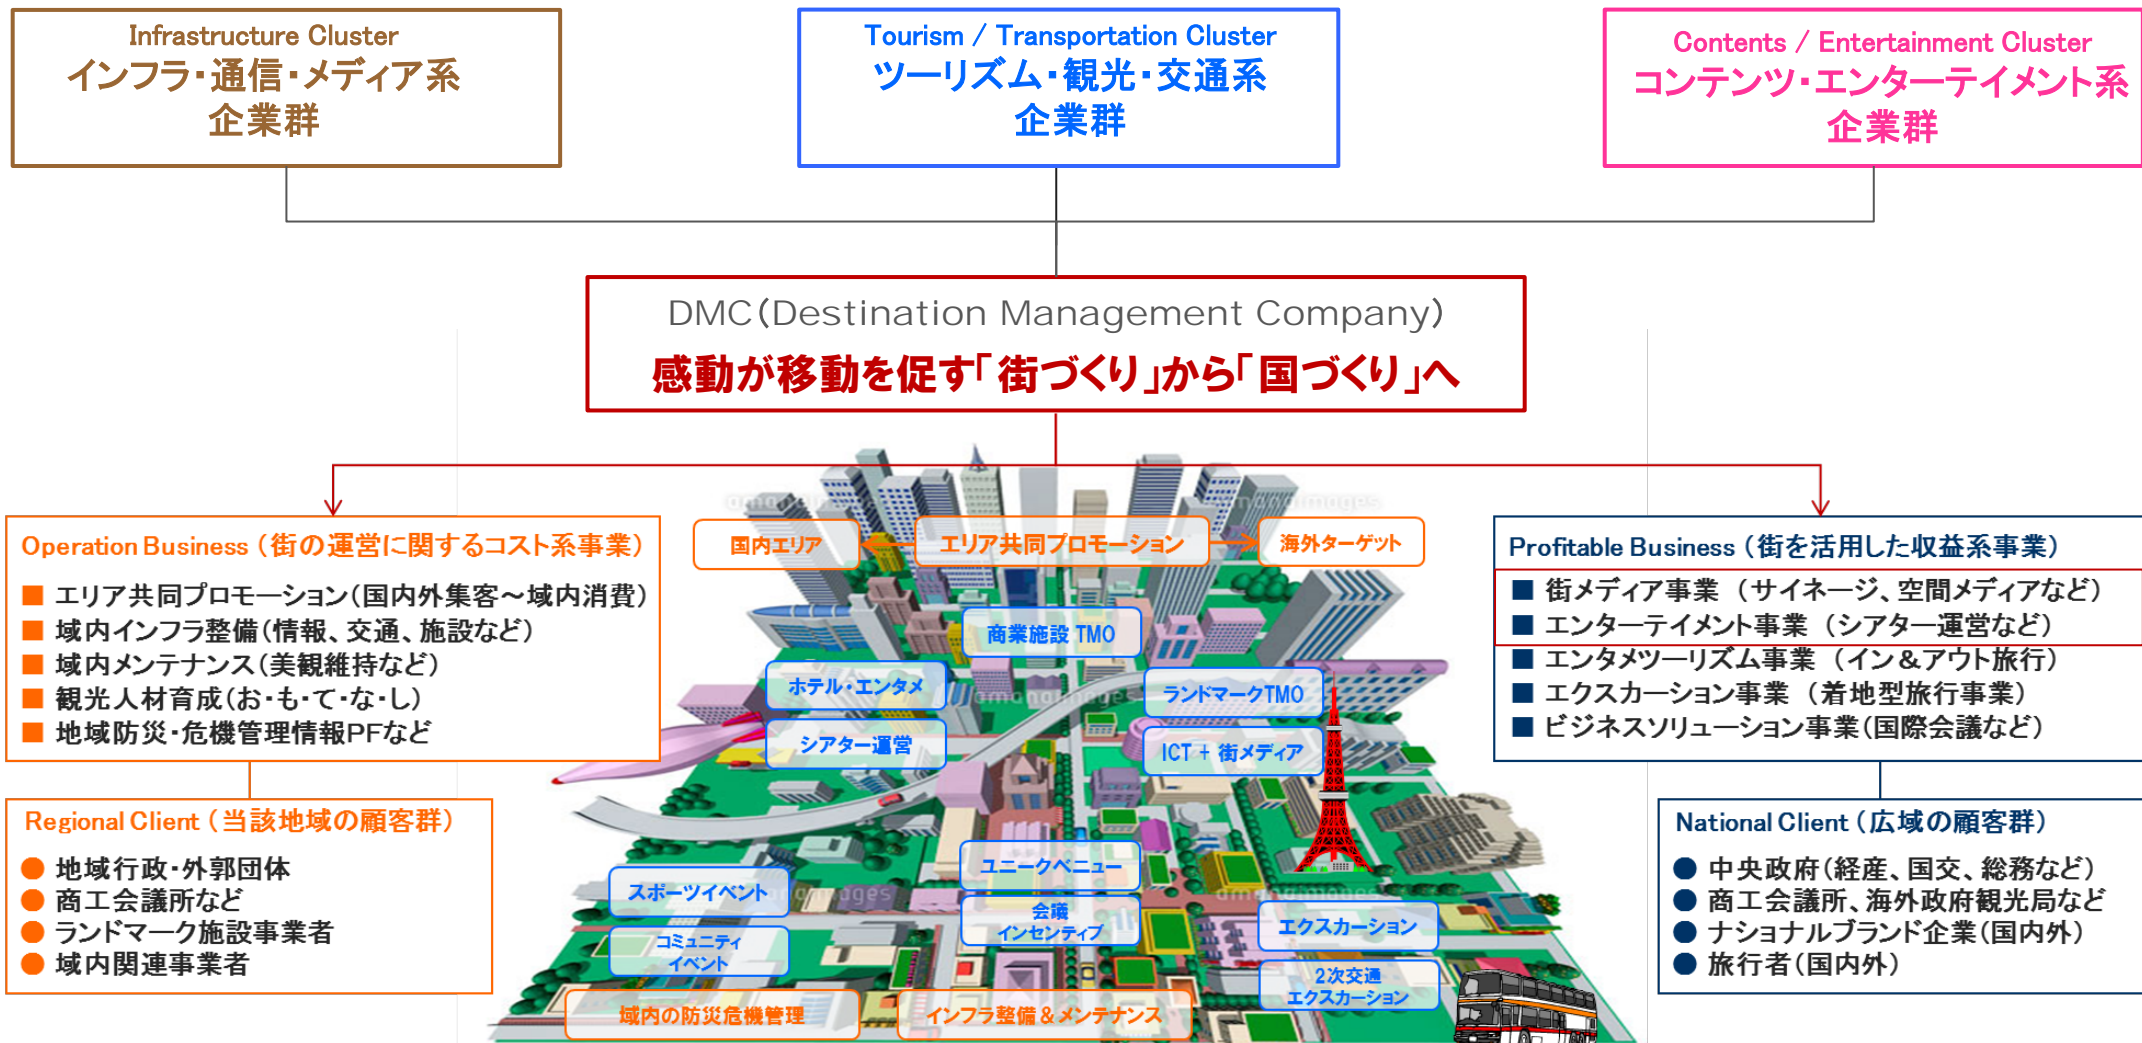 Infrastructure Cluster
インフラ・通信・メディア系
企業群
Tourism / Transportation Cluster
ツーリズム・観光・交通系
企業群
Contents / Entertainment Cluster
コンテンツ・エンターテイメント系
企業群
DMC(Destination Management Company)
感動が移動を促す「街づくり」から「国づくり」へ
Operation Business（街の運営に関するコスト系事業）
■ エリア共同プロモーション(国内外集客～域内消費)
■ 域内インフラ整備(情報、交通、施設など)
■ 域内メンテナンス(美観維持など)
■ 観光人材育成(お・も・て・な・し)
■ 地域防災・危機管理情報PFなど
Regional Client（当該地域の顧客群）
● 地域行政・外郭団体
● 商工会議所など
● ランドマーク施設事業者
● 域内関連事業者
国内エリア
エリア共同プロモーション
海外ターゲット
商業施設 TMO
ホテル・エンタメ
ランドマークTMO
シアター運営
ICT + 街メディア
ユニークベニュー
スポーツイベント
会議
インセンティブ
エクスカーション
コミュニティ
イベント
2次交通
エクスカーション
域内の防災危機管理
インフラ整備＆メンテナンス
amanaimages
Profitable Business（街を活用した収益系事業）
■ 街メディア事業 （サイネージ、空間メディアなど）
■ エンターテイメント事業 （シアター運営など）
■ エンタメツーリズム事業 （イン＆アウト旅行）
■ エクスカーション事業 （着地型旅行事業）
■ ビジネスソリューション事業(国際会議など)
National Client（広域の顧客群）
● 中央政府(経産、国交、総務など)
● 商工会議所、海外政府観光局など
● ナショナルブランド企業(国内外)
● 旅行者(国内外)